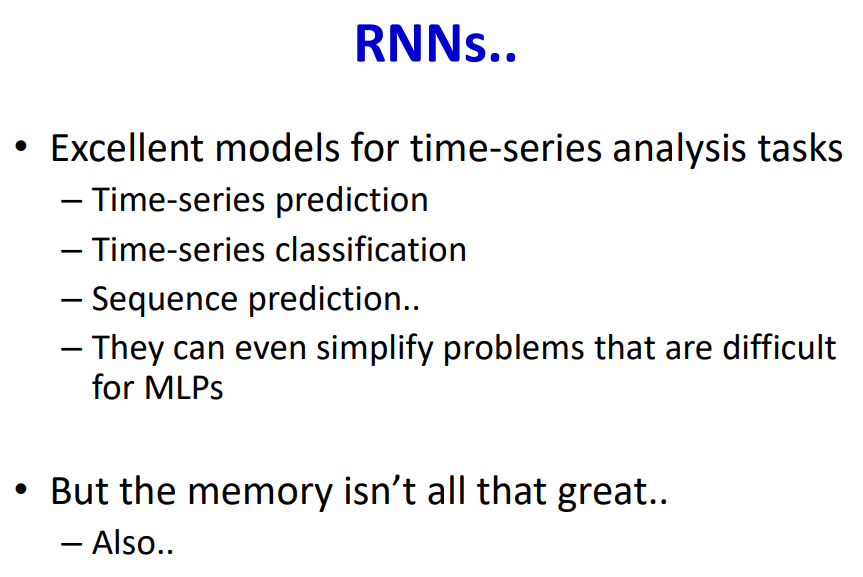 RNNs..
• Excellent models for time-series analysis tasks
– Time-series prediction
– Time-series classification
– Sequence prediction..
– They can even simplify problems that are difficult
for MLPs
• But the memory isn’t all that great..
– Also..